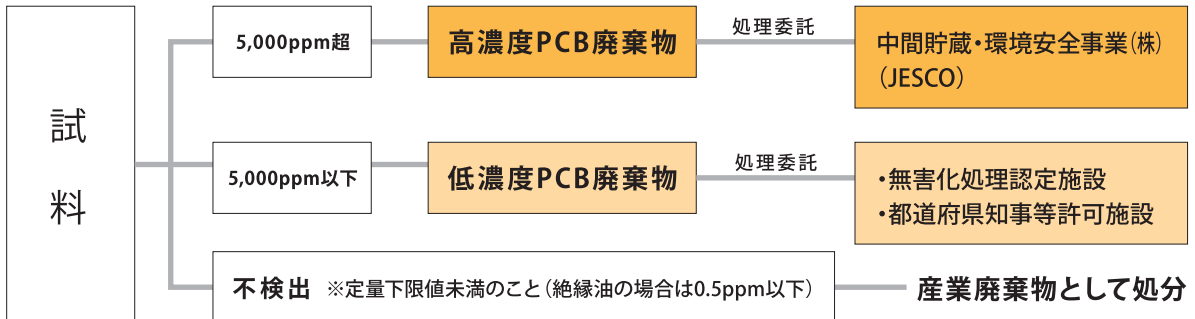 試料
5,000ppm超
高濃度PCB廃棄物
処理委託
中間貯蔵・環境安全事業(株)
(JESCO)
5,000ppm以下
低濃度PCB廃棄物
処理委託
・無害化処理認定施設
・都道府県知事等許可施設
不検出 ※定量下限値未満のこと(絶縁油の場合は0.5ppm以下)
産業廃棄物として処分